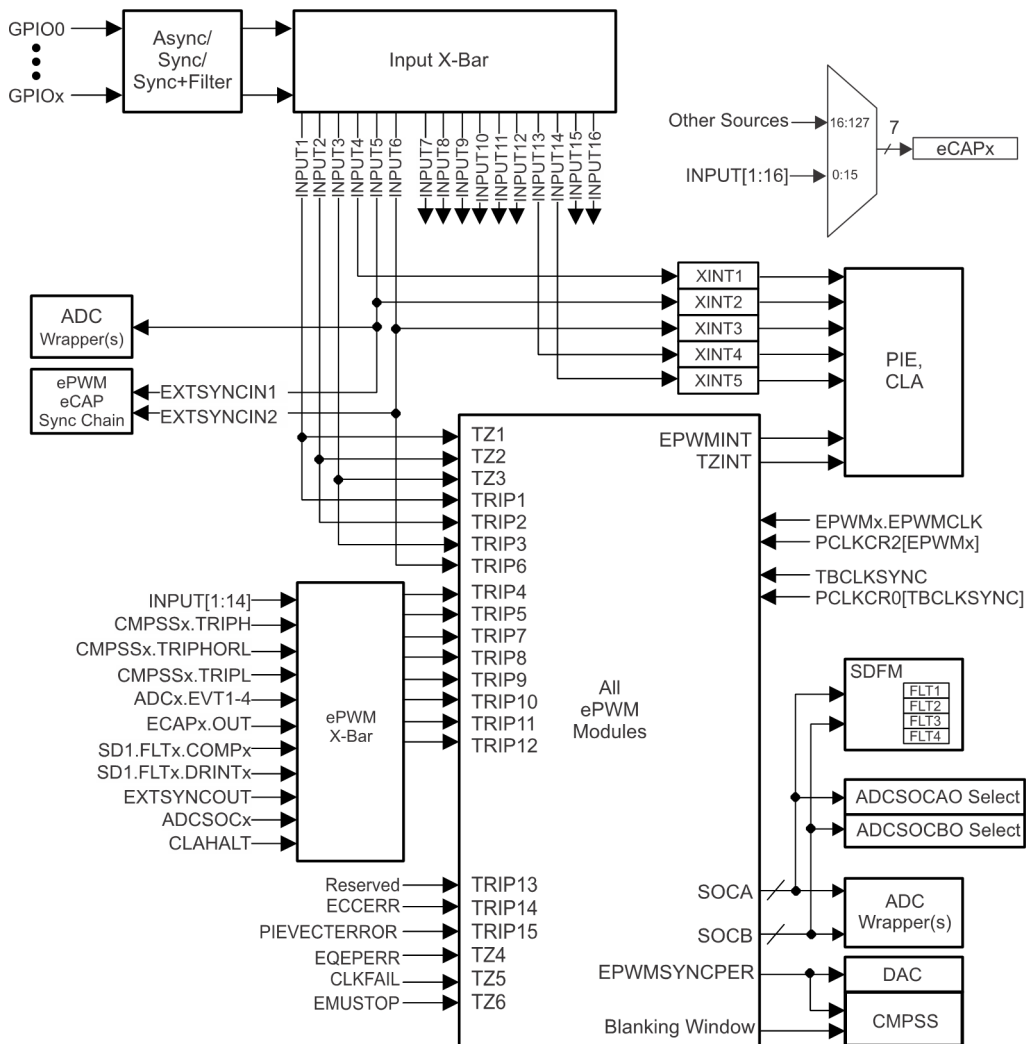 GPIO0
GPIOx
Async/
Sync/
Sync+Filter
Input X-Bar
INPUT1
INPUT2
INPUT3
INPUT4
INPUT5
INPUT6
INPUT7
INPUT8
INPUT9
INPUT10
INPUT11
INPUT12
INPUT13
INPUT14
INPUT15
INPUT16
Other Sources
INPUT[1:16]
16:127
0:15
7
eCAPx
XINT1
XINT2
XINT3
XINT4
XINT5
PIE,
CLA
ADC
Wrapper(s)
ePWM
eCAP
Sync Chain
EXTSYNCIN1
EXTSYNCIN2
TZ1
TZ2
TZ3
TRIP1
TRIP2
TRIP3
TRIP6
TRIP4
TRIP5
TRIP7
TRIP8
TRIP9
TRIP10
TRIP11
TRIP12
TRIP13
TRIP14
TRIP15
TZ4
TZ5
TZ6
INPUT[1:14]
CMPSSx.TRIPH
CMPSSx.TRIPHORL
CMPSSx.TRIPL
ADCx.EVT1-4
ECAPx.OUT
SD1.FLTx.COMPx
SD1.FLTx.DRINTx
EXTSYNCOUT
ADCSOCx
CLAHALT
ePWM
X-Bar
Reserved
ECCERR
PIEVECTERROR
EQEPERR
CLKFAIL
EMUSTOP
All
ePWM
Modules
EPWMINT
TZINT
EPWMx.EPWMCLK
PCLKCR2[EPWMx]
TBCLKSYNC
PCLKCR0[TBCLKSYNC]
SDFM
FLT1
FLT2
FLT3
FLT4
ADCSOCAO Select
ADCSOCBO Select
SOCA
SOCB
ADC
Wrapper(s)
EPWMSYNCPER
DAC
CMPSS
Blanking Window